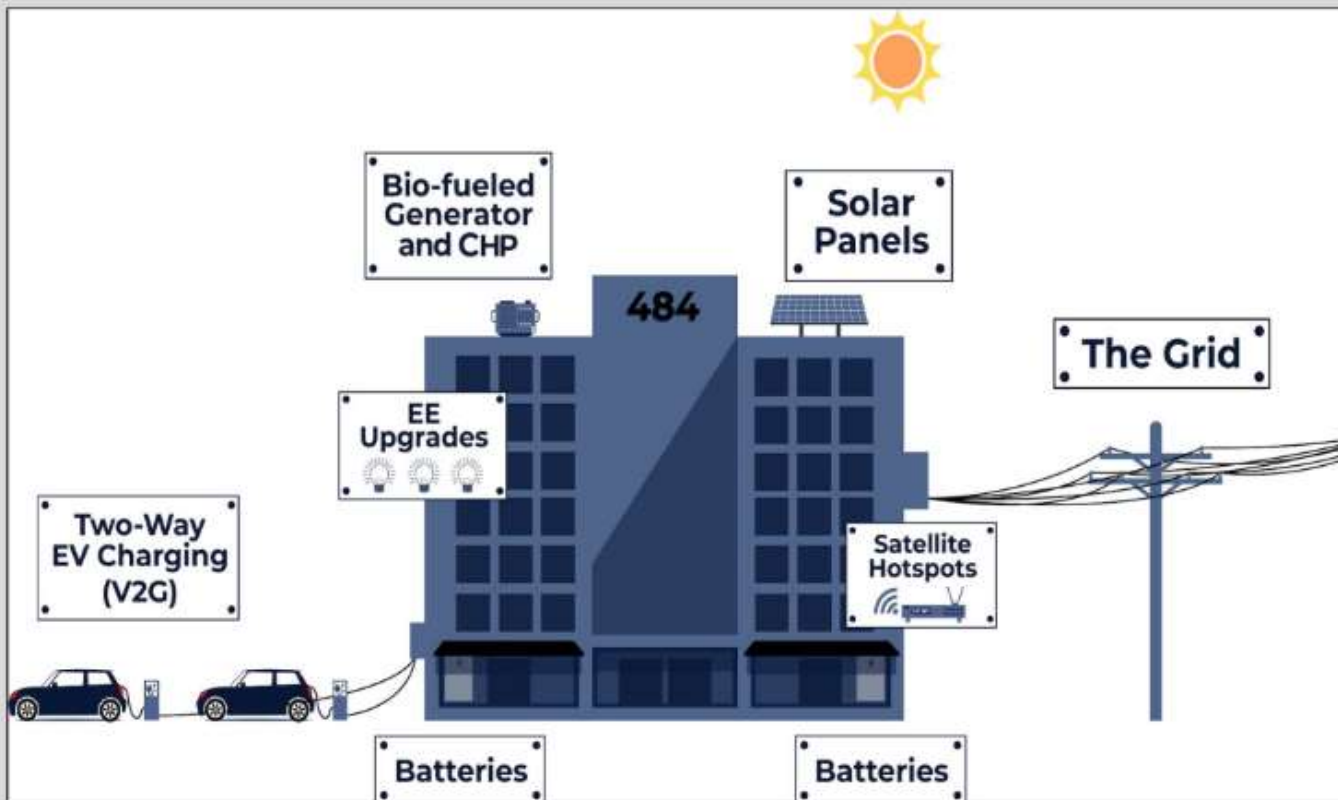 Bio-fueled
Generator
and CHP
Solar
Panels
484
The Grid
EE
Upgrades
Two-Way
EV Charging
(V2G)
Satellite
Hotspots
Batteries
Batteries